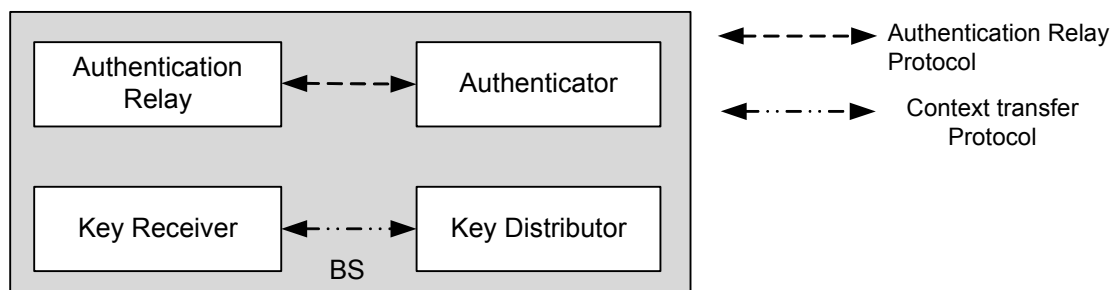 Authentication
Relay
Authenticator
Authentication Relay
Protocol
Context transfer
Protocol
Key Receiver
Key Distributor
BS